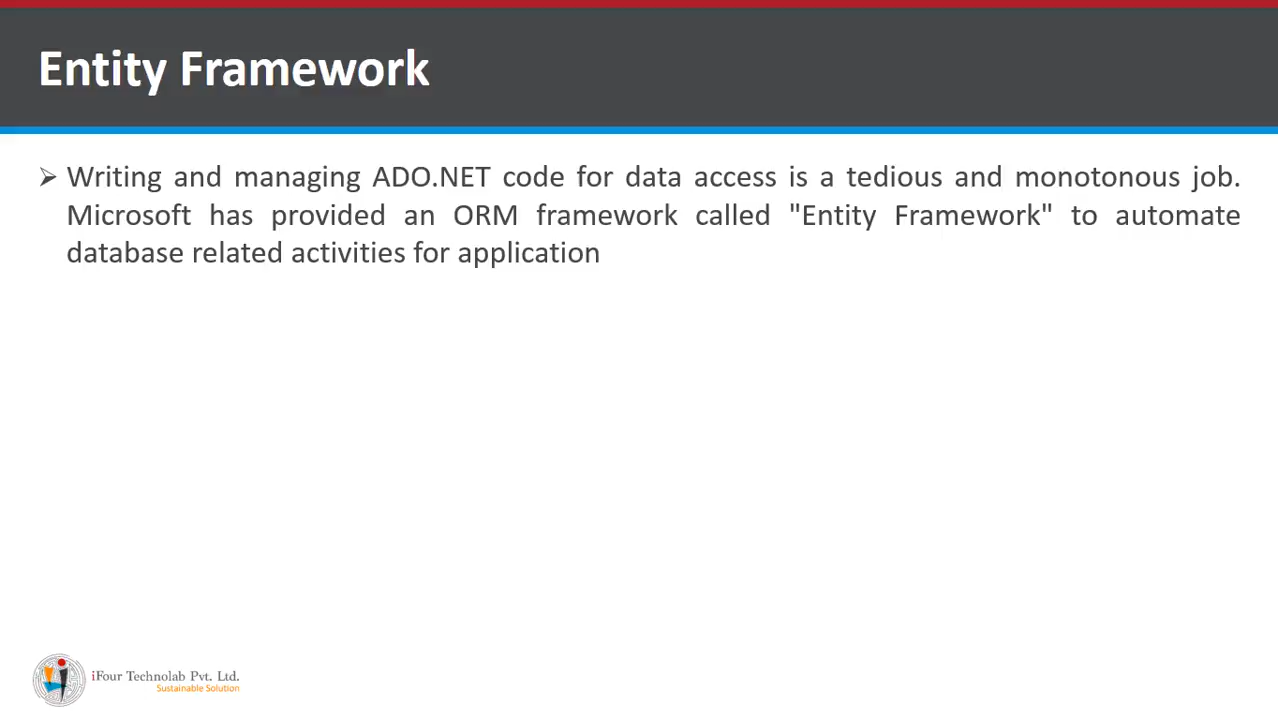 Entity Framework
➢ Writing and managing ADO.NET code for data access is a tedious and monotonous job.
Microsoft has provided an ORM framework called "Entity Framework" to automate
database related activities for application
iFour Technolab Pvt. Ltd.
Sustainable Solution